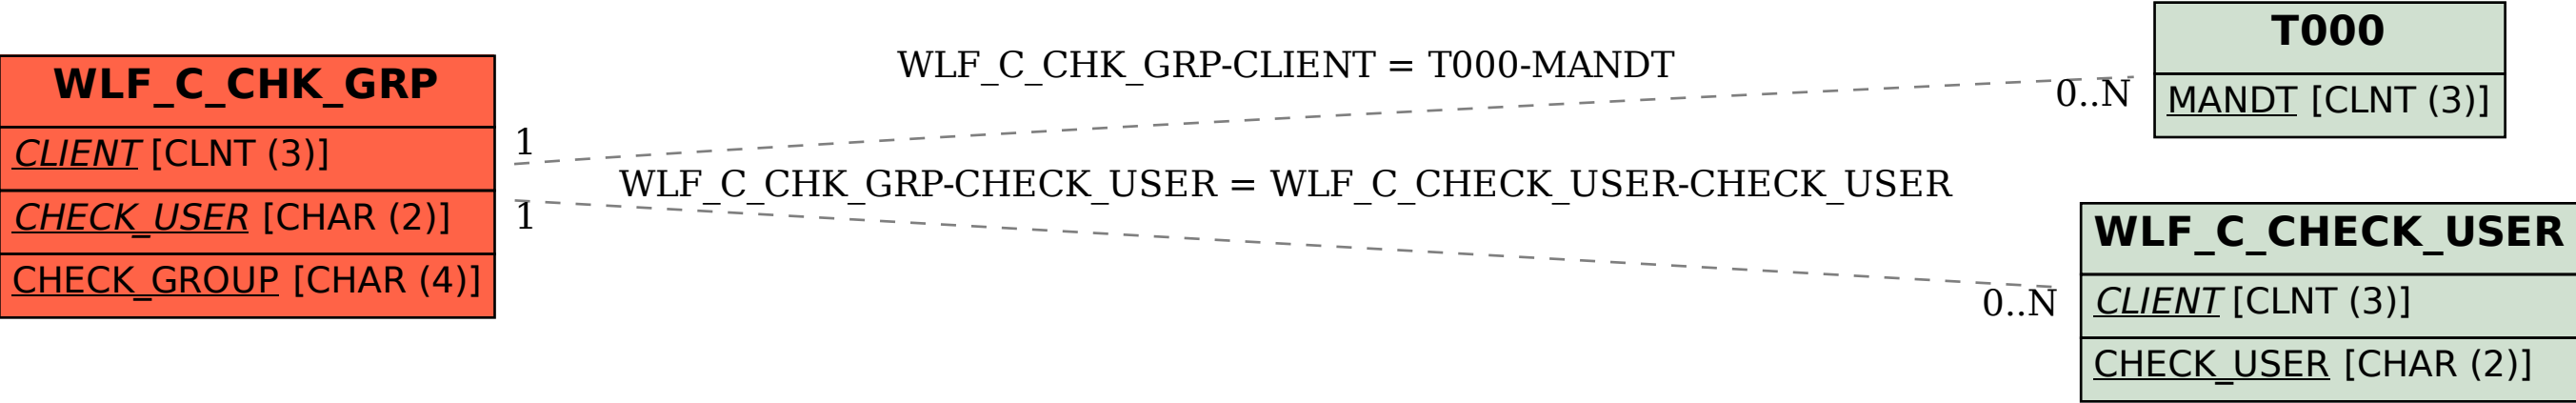 WLF_C_CHK_GRP
CLIENT [CLNT (3)]
CHECK_USER [CHAR (2)]
CHECK_GROUP [CHAR (4)]
WLF_C_CHK_GRP-CLIENT = T000-MANDT
1
0..N
WLF_C_CHK_GRP-CHECK_USER = WLF_C_CHECK_USER-CHECK_USER
1
0..N
T000
MANDT [CLNT (3)]
WLF_C_CHECK_USER
CLIENT [CLNT (3)]
CHECK_USER [CHAR (2)]